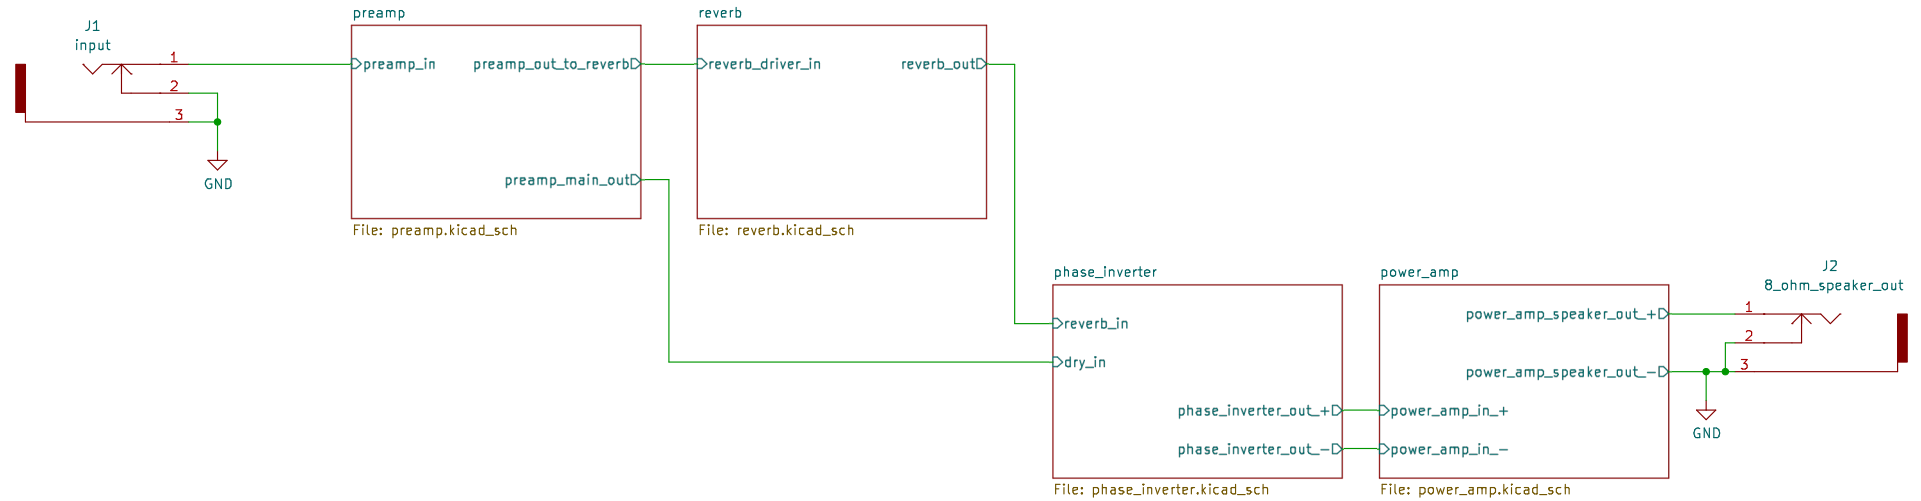 J1
input
1
2
3
GND
preamp
preamp_in
preamp_out_to_reverb
preamp_main_out
File: preamp.kicad_sch
reverb
reverb_driver_in
reverb_out
File: reverb.kicad_sch
phase_inverter
reverb_in
dry_in
phase_inverter_out_+
phase_inverter_out_-
File: phase_inverter.kicad_sch
power_amp
power_amp_speaker_out_+
power_amp_speaker_out_-
power_amp_in_+
power_amp_in_-
File: power_amp.kicad_sch
J2
8_ohm_speaker_out
1
2
3
GND